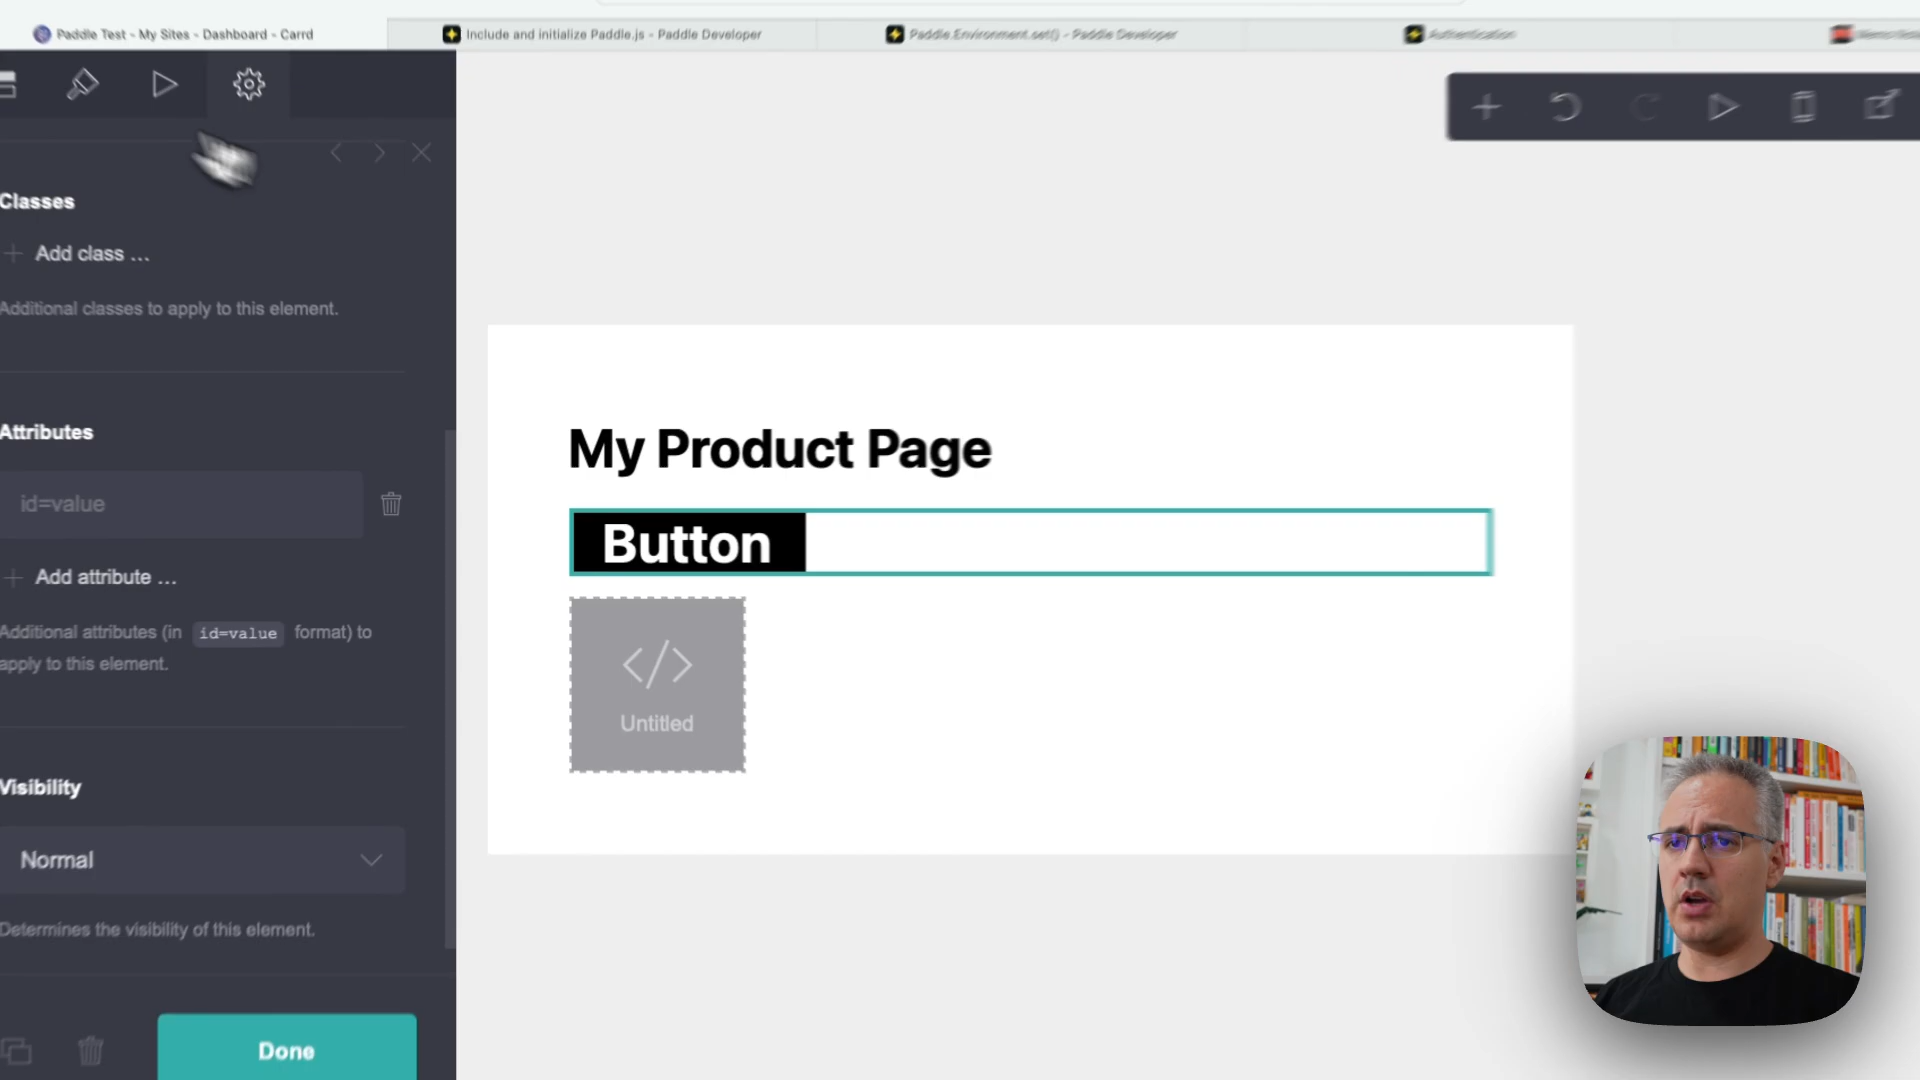 Paddle Test - My Sites - Dashboard - Carrd
Include and initialize Paddle.js - Paddle Developer
Paddle.Environment.set() - Paddle Developer
Authentication
Classes
Add class ...
Additional classes to apply to this element.
Attributes
id=value
Add attribute ...
Additional attributes (in id=value format) to
apply to this element.
Visibility
Normal
Determines the visibility of this element.
Done
My Product Page
Button
</>
Untitled